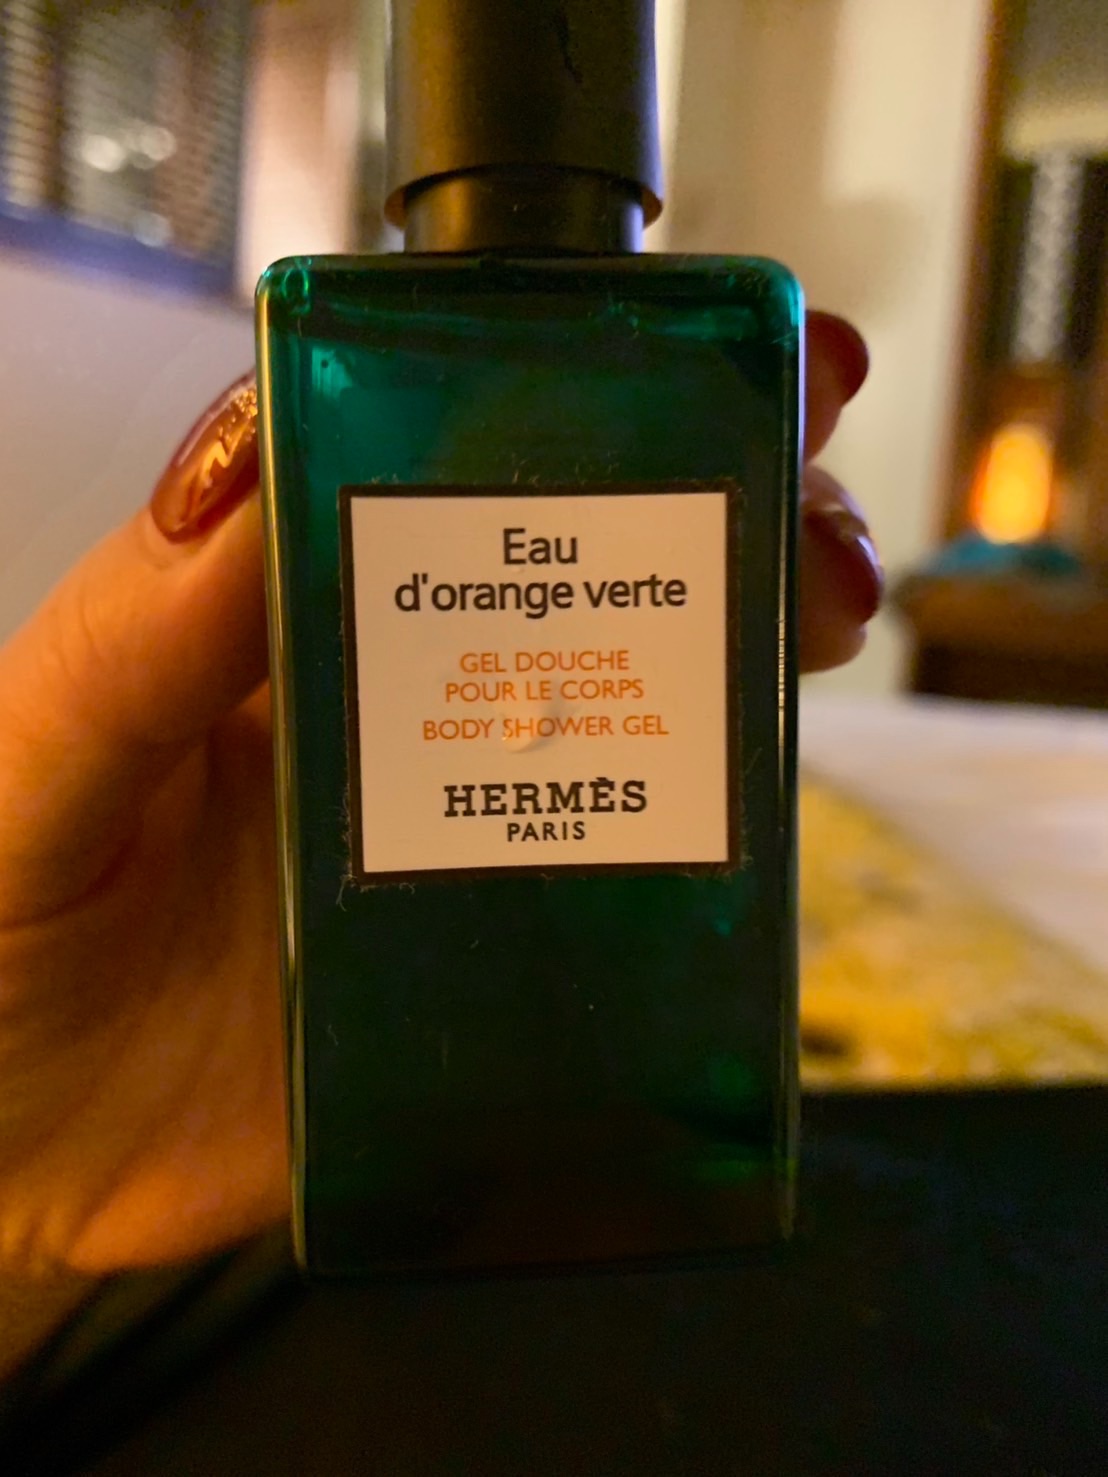 Eau
d'orange verte
GEL DOUCHE
POUR LE CORPS
BODY SHOWER GEL
HERMÈS
PARIS